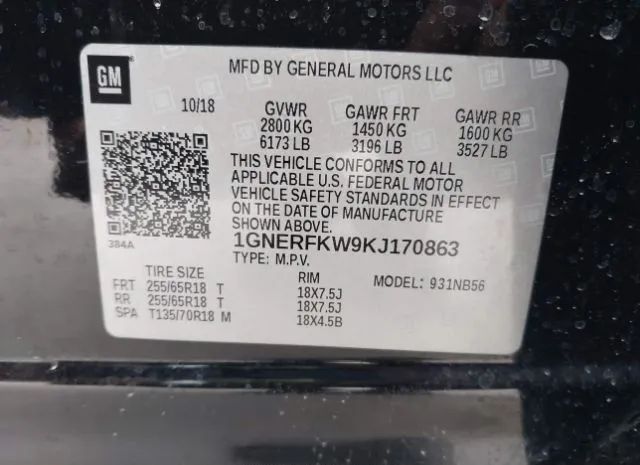 GM
MFD BY GENERAL MOTORS LLC
10/18 GVWR GAWR FRT GAWR RR
2800 KG 1450 KG 1600 KG
6173 LB 3196 LB 3527 LB
THIS VEHICLE CONFORMS TO ALL
APPLICABLE U.S. FEDERAL MOTOR
VEHICLE SAFETY STANDARDS IN EFFECT
ON THE DATE OF MANUFACTURE
SHOWN ABOVE.
384A
1GNERFKW9KJ170863
TYPE: M.P.V.
TIRE SIZE RIM MODEL: 931NB56
FRT 255/65R18 T 18X7.5J
RR 255/65R18 T 18X7.5J
SPA T135/70R18 M 18X4.5B